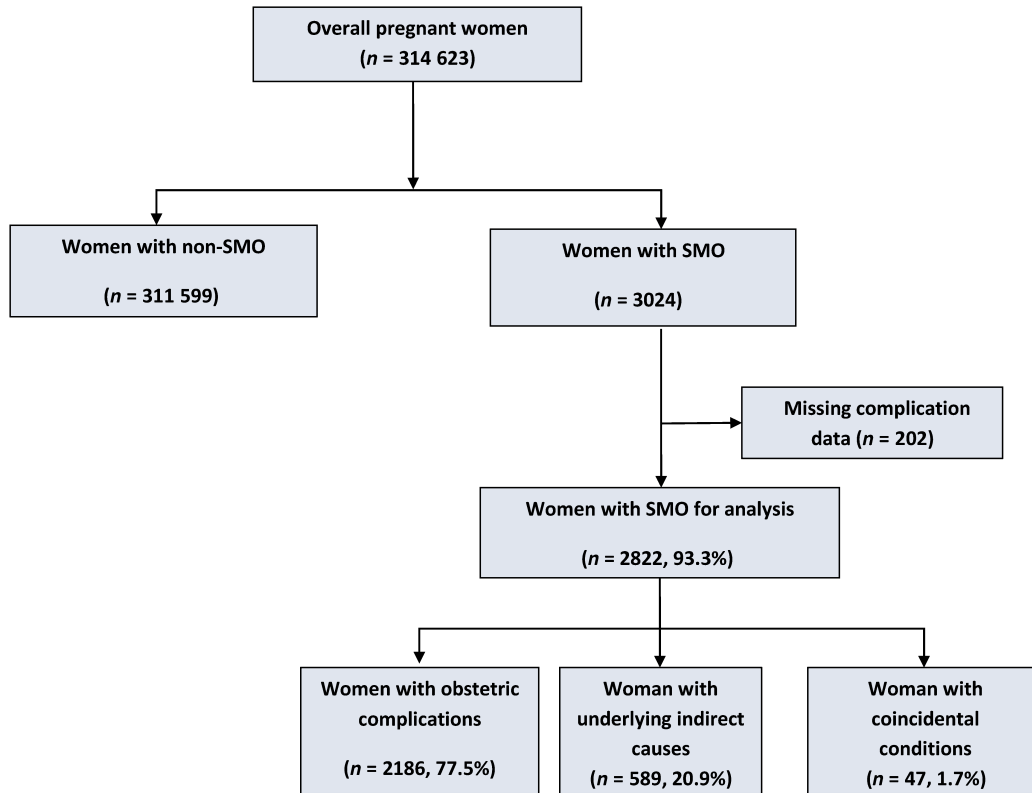 Overall pregnant women
(n = 314 623)
Women with non-SMO
(n = 311 599)
Women with SMO
(n = 3024)
Missing complication
data (n = 202)
Women with SMO for analysis
(n = 2822, 93.3%)
Women with obstetric
complications
(n = 2186, 77.5%)
Woman with
underlying indirect
causes
(n = 589, 20.9%)
Woman with
coincidental
conditions
(n = 47, 1.7%)